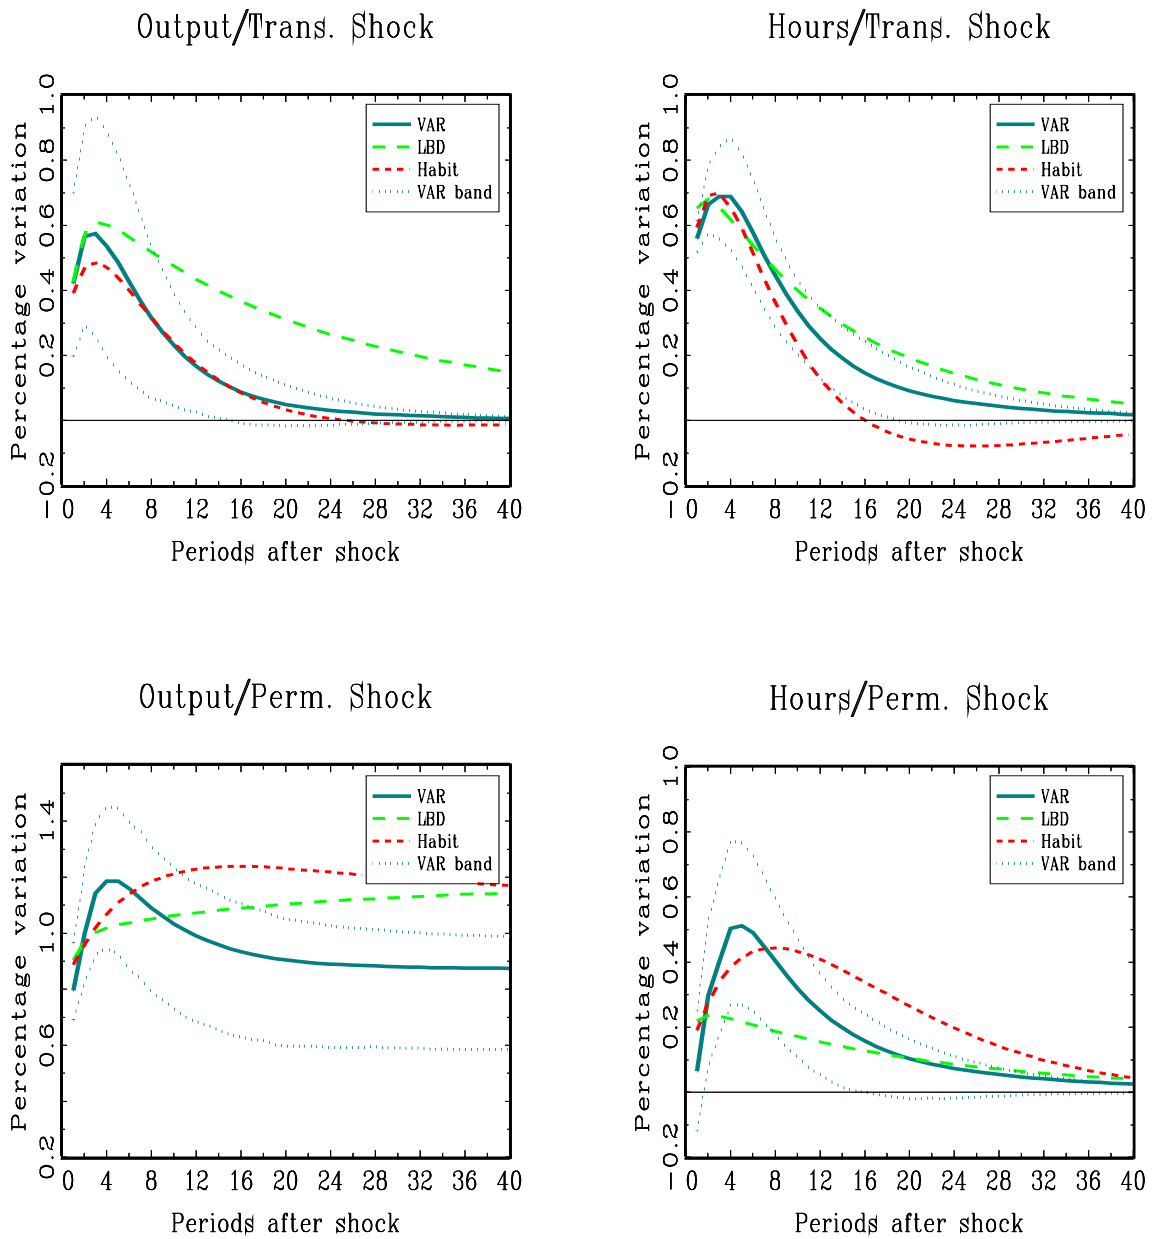 Output/Trans. Shock
Percentage variation
1.0
0.8
0.6
0.4
0.2
0.2
VAR
LBD
Habit
VAR band
| 0 4 8 12 16 20 24 28 32 36 40
Periods after shock
Hours/Trans. Shock
Percentage variation
1.0
0.8
0.6
0.4
0.2
0.2
VAR
LBD
Habit
VAR band
| 0 4 8 12 16 20 24 28 32 36 40
Periods after shock
Output/Perm. Shock
Percentage variation
1.4
1.0
0.6
0.2
VAR
LBD
Habit
VAR band
0 4 8 12 16 20 24 28 32 36 40
Periods after shock
Hours/Perm. Shock
Percentage variation
1.0
0.8
0.6
0.4
0.2
0.2
VAR
LBD
Habit
VAR band
| 0 4 8 12 16 20 24 28 32 36 40
Periods after shock